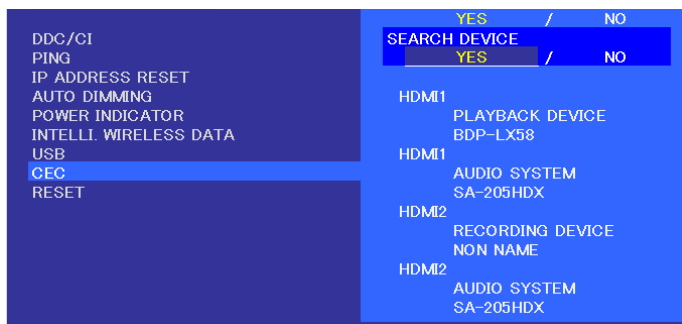 DDC/CI
PING
IP ADDRESS RESET
AUTO DIMMING
POWER INDICATOR
INTELLI. WIRELESS DATA
USB
CEC
RESET
YES / NO
SEARCH DEVICE
YES / NO
HDMI1
PLAYBACK DEVICE
BDP-LX58
HDMI1
AUDIO SYSTEM
SA-205HDX
HDMI2
RECORDING DEVICE
NON NAME
HDMI2
AUDIO SYSTEM
SA-205HDX